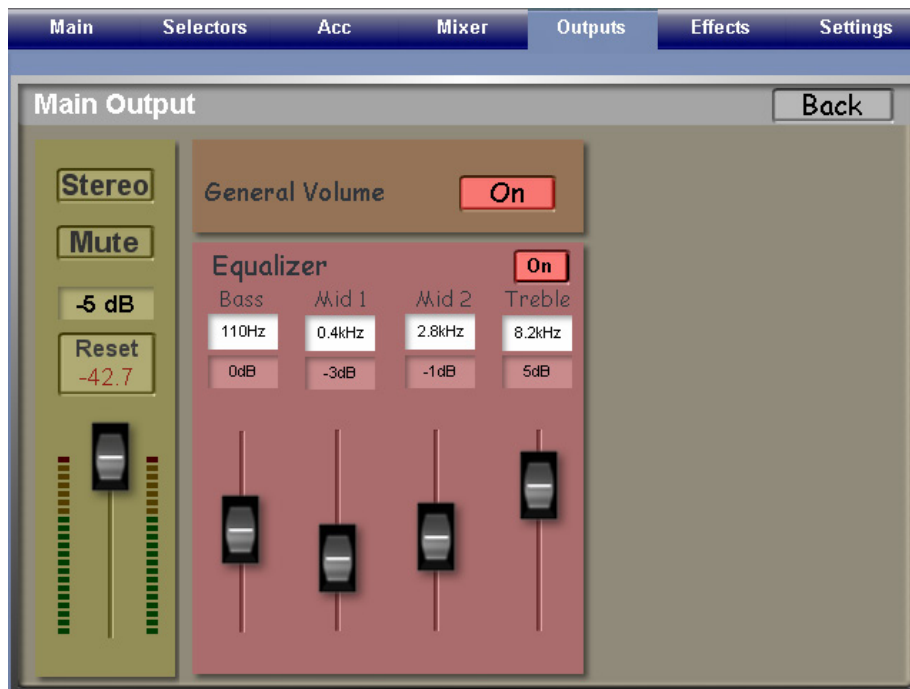 Main Selectors Acc Mixer Outputs Effects Settings
Main Output Back
Stereo
Mute
-5 dB
Reset
-42.7
General Volume On
Equalizer On
Bass Mid 1 Mid 2 Treble
110Hz 0.4kHz 2.8kHz 8.2kHz
0dB -3dB -1dB 5dB